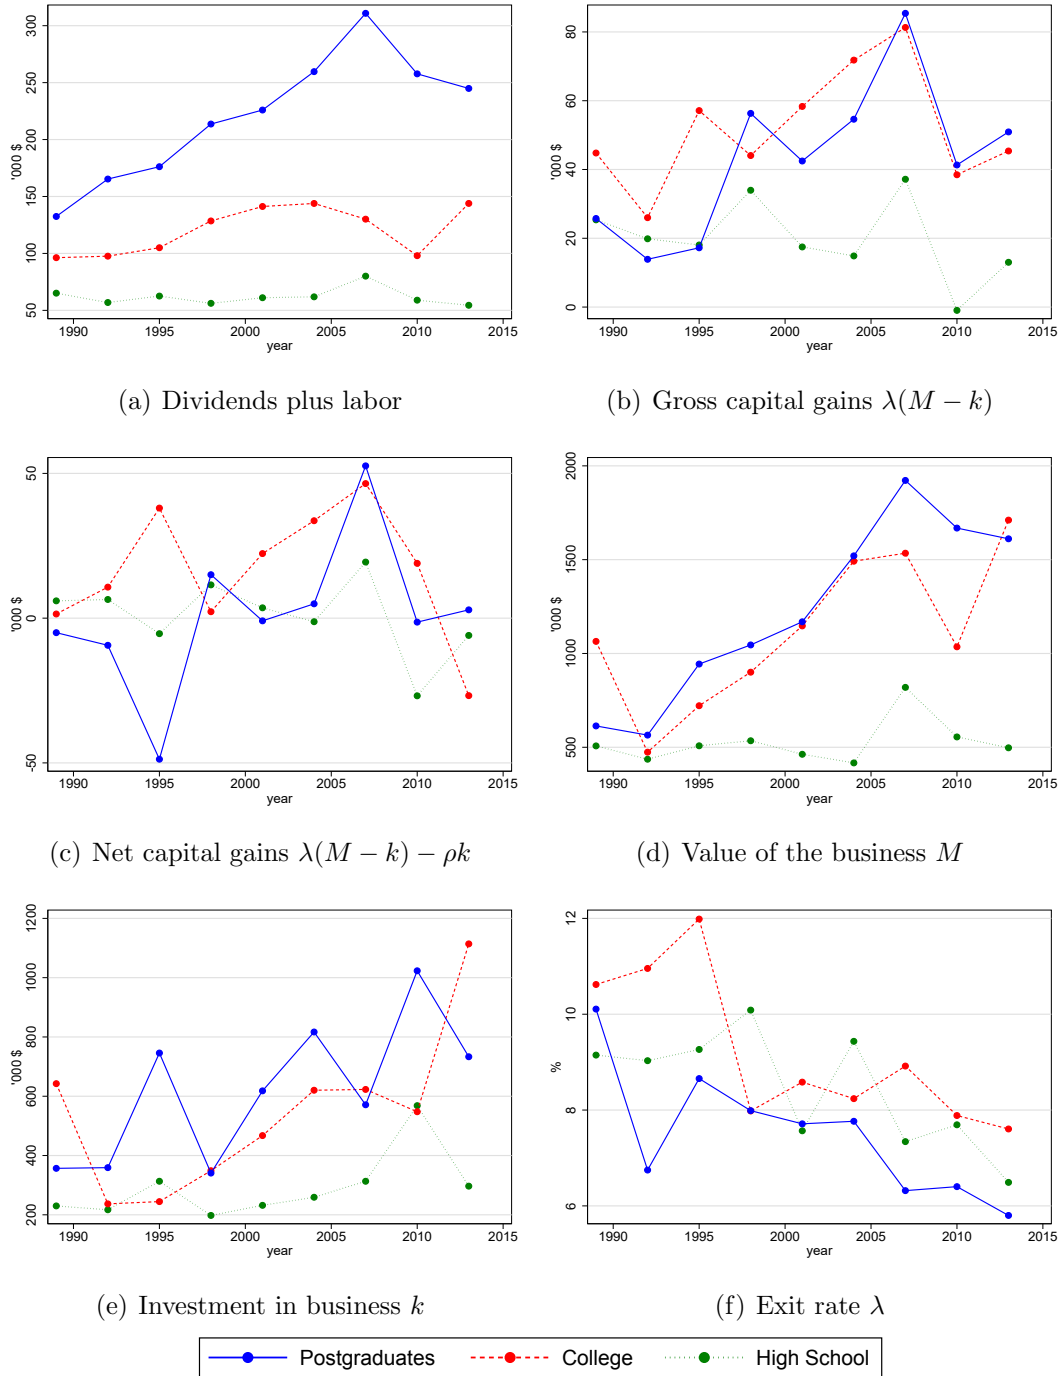 300
250
200
150
100
50
'000 $
1990 1995 2000 2005 2010 2015
year
(a) Dividends plus labor
80
60
40
20
0
'000 $
1990 1995 2000 2005 2010 2015
year
(b) Gross capital gains λ(M − k)
50
0
-50
'000 $
1990 1995 2000 2005 2010 2015
year
(c) Net capital gains λ(M − k) − ρk
2000
1500
1000
500
'000 $
1990 1995 2000 2005 2010 2015
year
(d) Value of the business M
1200
1000
800
600
400
200
'000 $
1990 1995 2000 2005 2010 2015
year
(e) Investment in business k
12
10
8
6
%
1990 1995 2000 2005 2010 2015
year
(f) Exit rate λ
Postgraduates College High School